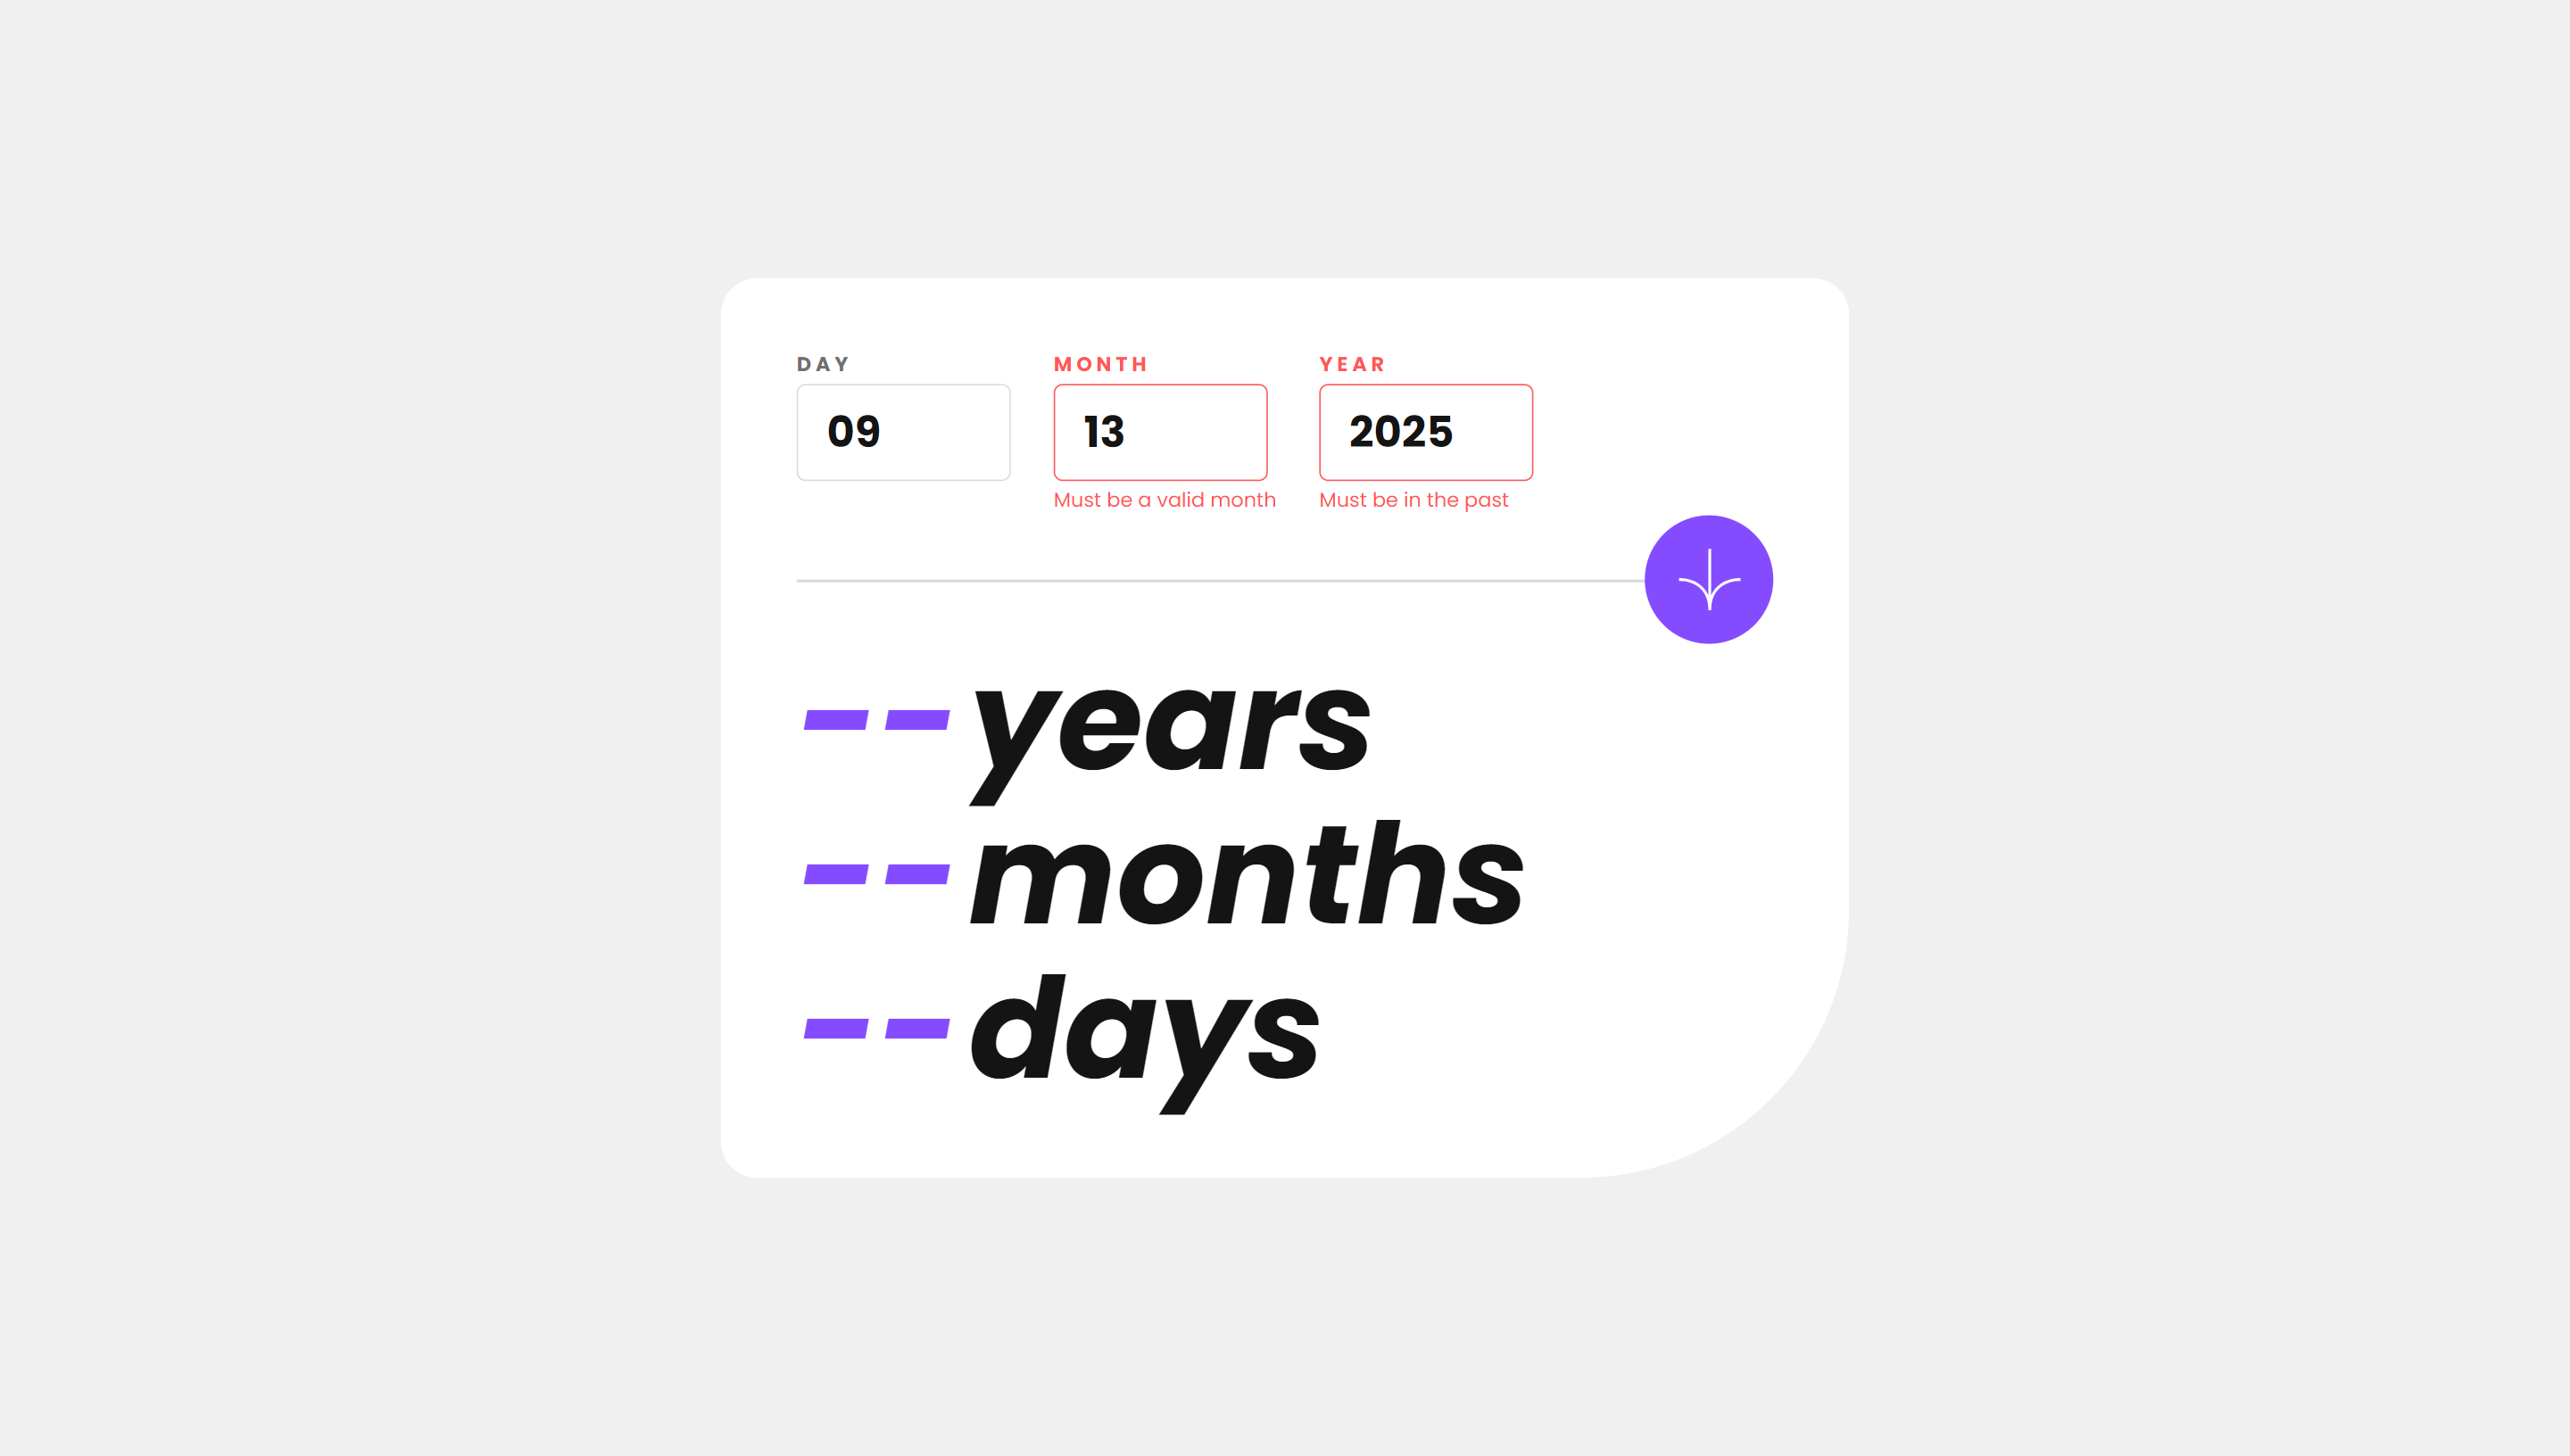 DAY MONTH YEAR
09 13 2025
Must be a valid month Must be in the past
-- years
-- months
-- days